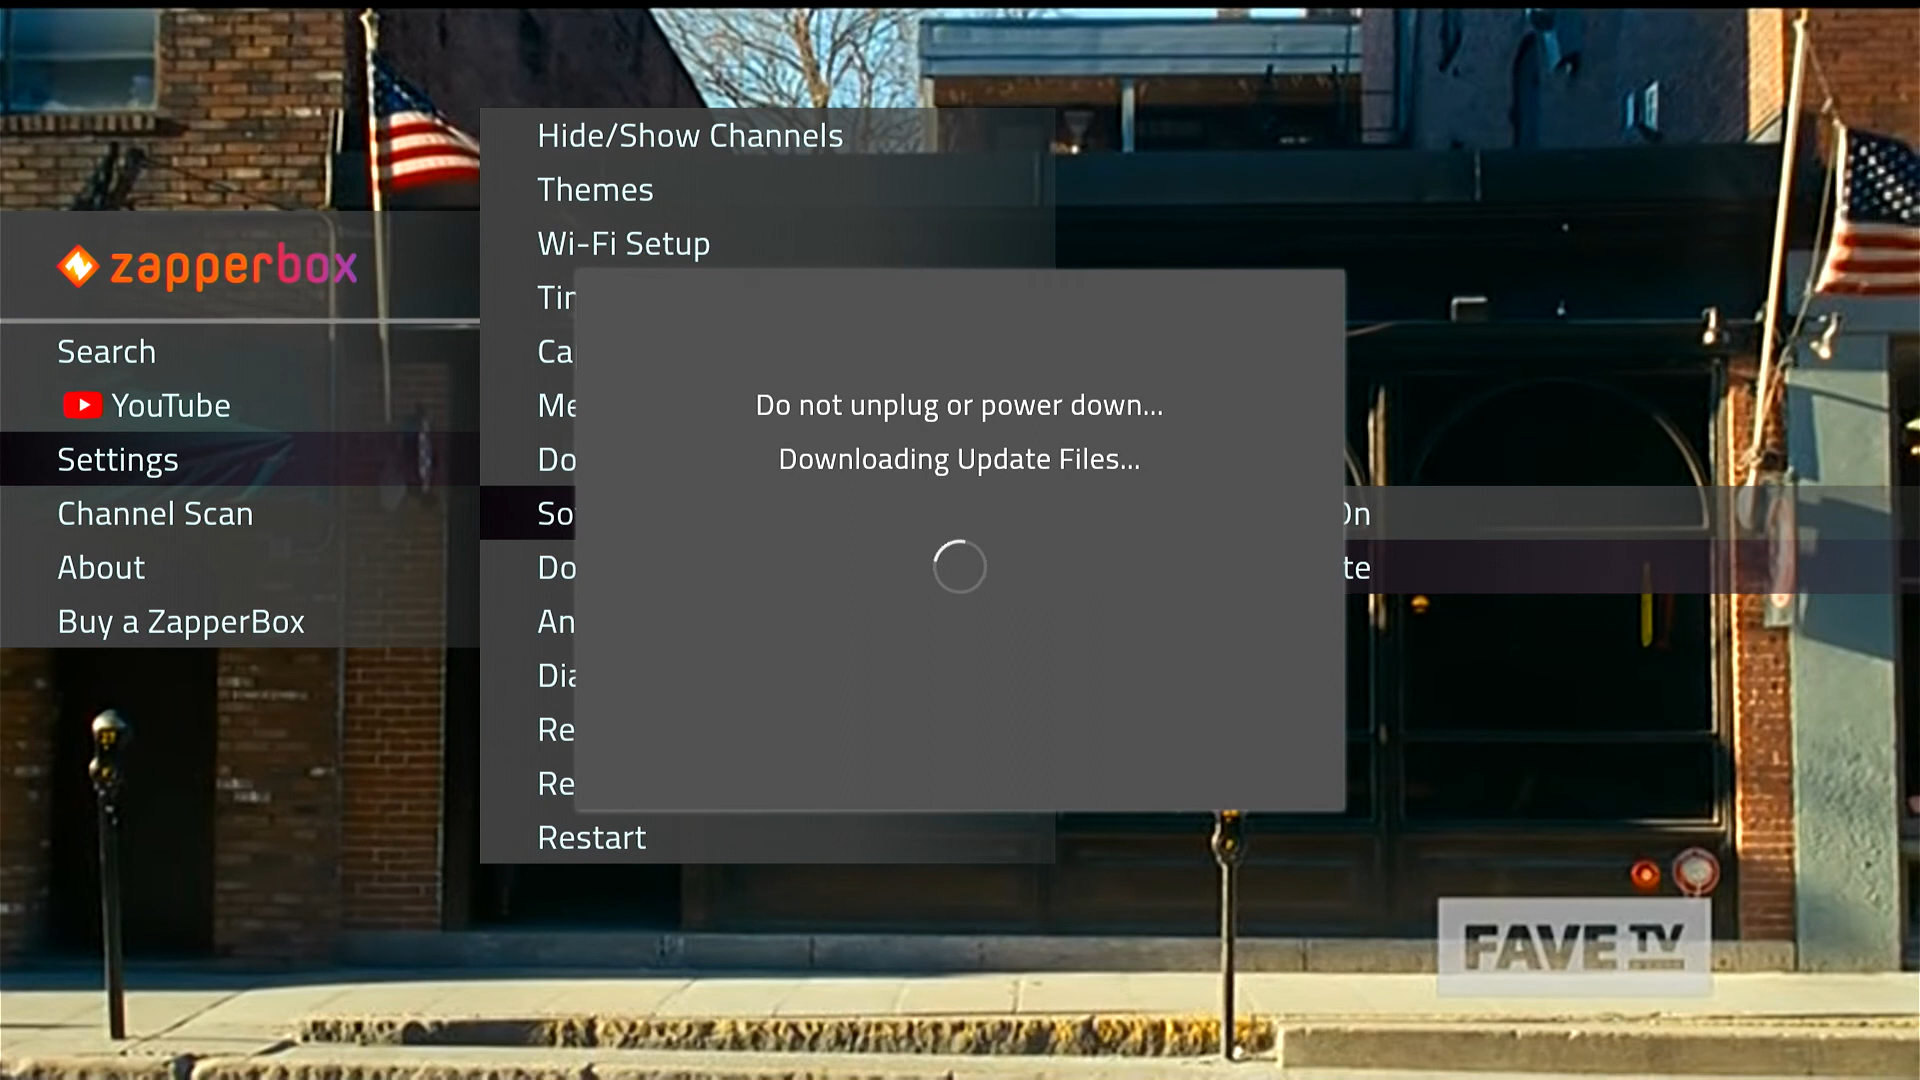 Hide/Show Channels
Themes
Wi-Fi Setup
zapperbox
Search
YouTube
Settings
Channel Scan
About
Buy a ZapperBox
Do not unplug or power down...
Downloading Update Files...
On
Restart
FAVE TV